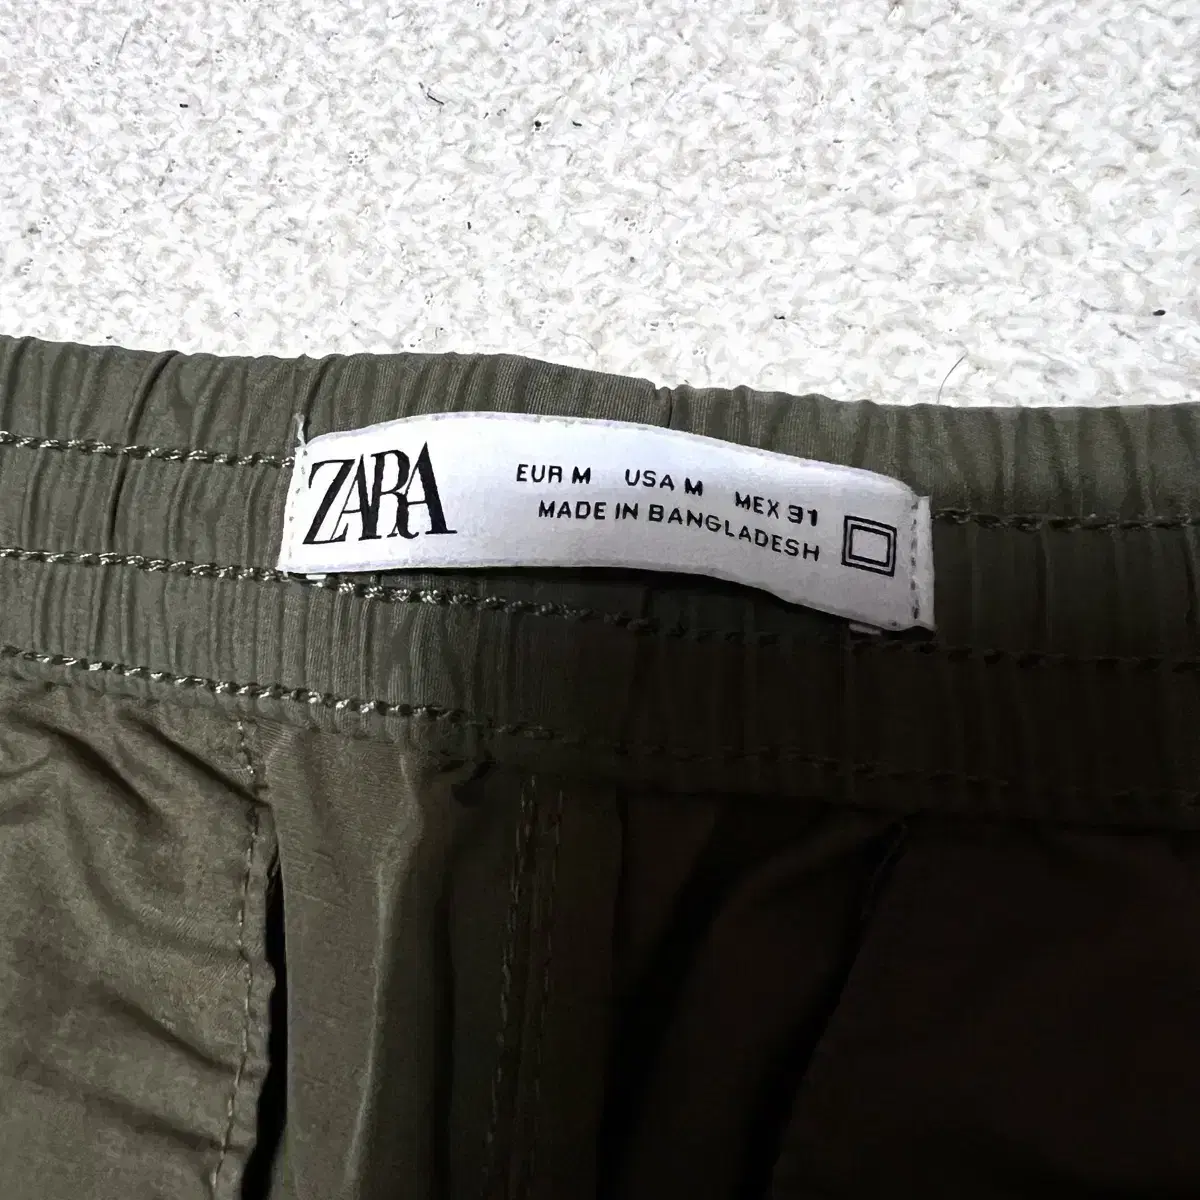 ZARA
EUR M USA M MEX 31
MADE IN BANGLADESH